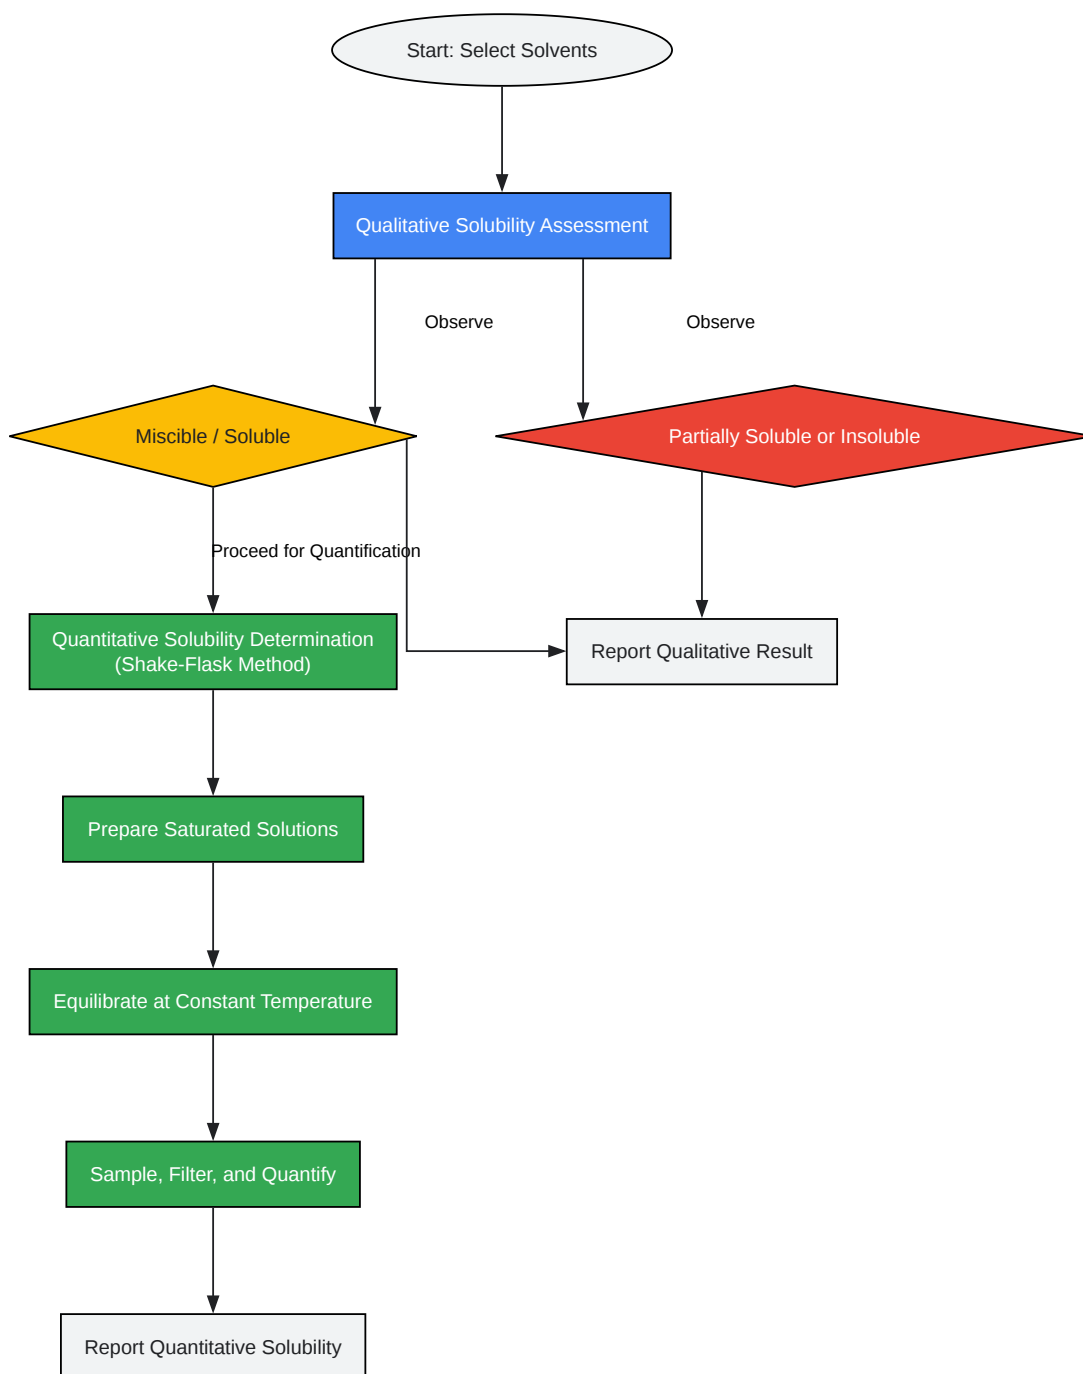 Start: Select Solvents
Qualitative Solubility Assessment
Observe
Observe
Miscible / Soluble
Partially Soluble or Insoluble
Proceed for Quantification
Quantitative Solubility Determination
(Shake-Flask Method)
Report Qualitative Result
Prepare Saturated Solutions
Equilibrate at Constant Temperature
Sample, Filter, and Quantify
Report Quantitative Solubility